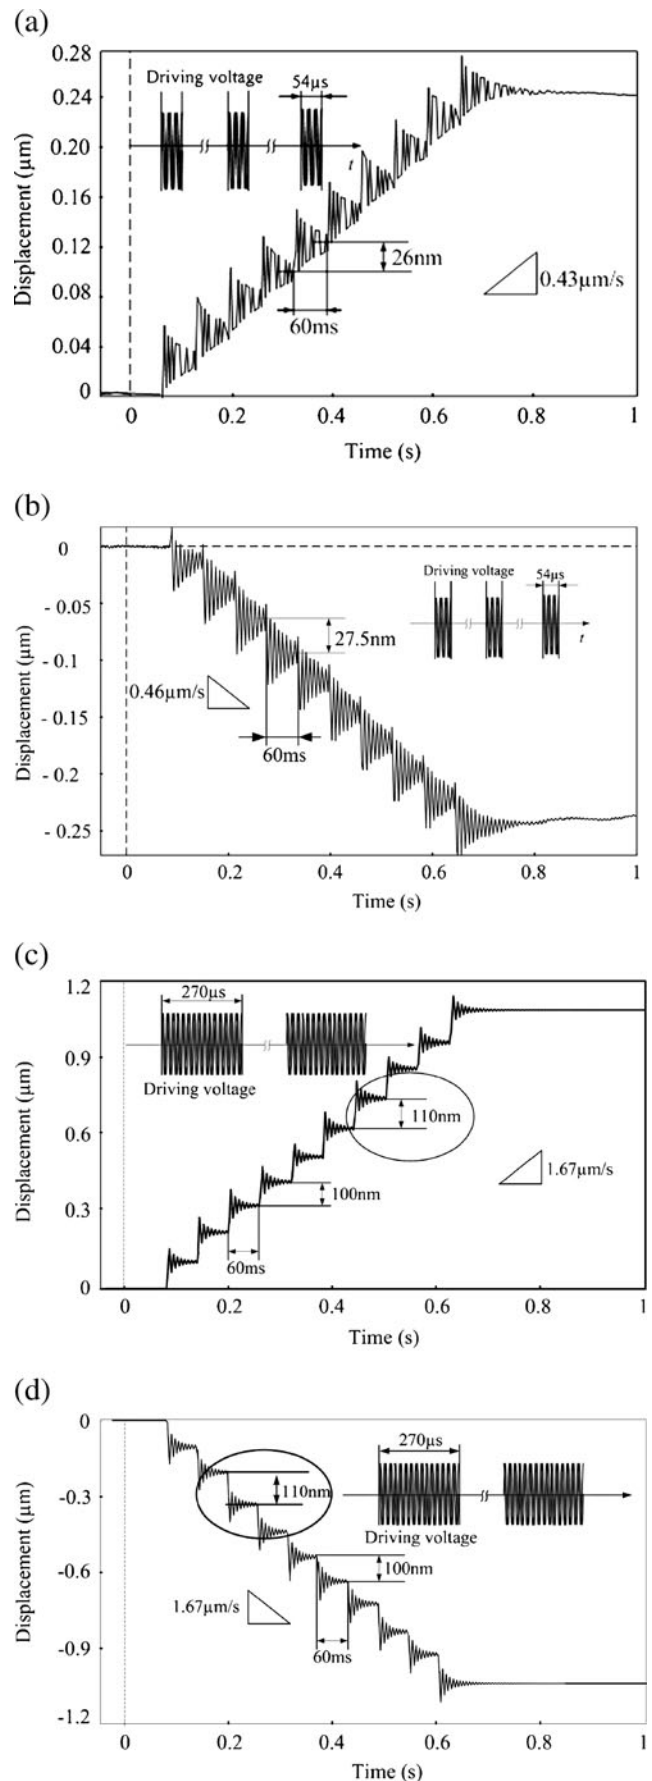 (a)
0.28
0.24
0.20
0.16
0.12
0.08
0.04
0
Displacement (μm)
Driving voltage
54μs
t
26nm
60ms
0.43μm/s
0 0.2 0.4 0.6 0.8 1
Time (s)
(b)
0
- 0.05
- 0.1
- 0.15
- 0.2
- 0.25
Displacement (μm)
Driving voltage
54μs
t
27.5nm
0.46μm/s
60ms
0 0.2 0.4 0.6 0.8 1
Time (s)
(c)
1.2
0.9
0.6
0.3
0
Displacement (μm)
270μs
Driving voltage
110nm
100nm
1.67μm/s
60ms
0 0.2 0.4 0.6 0.8 1
Time (s)
(d)
0
-0.3
-0.6
-0.9
-1.2
Displacement (μm)
270μs
110nm
Driving voltage
100nm
1.67μm/s
60ms
0 0.2 0.4 0.6 0.8 1
Time (s)